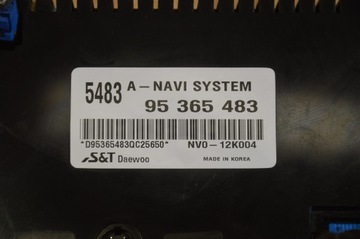 5483 A-NAVI SYSTEM
95 365 483
*D95365483QC25650* NV0-12K004
S&T Daewoo MADE IN KOREA